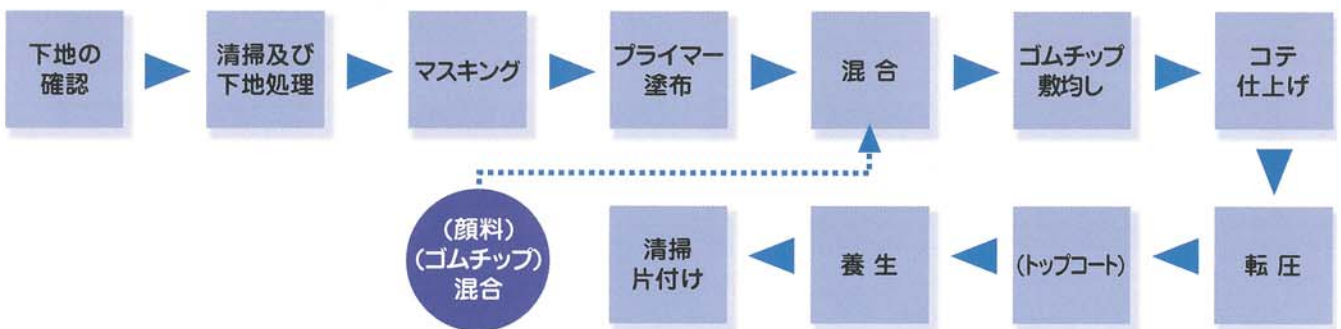 下地の
確認
清掃及び
下地処理
マスキング
プライマー
塗布
混合
ゴムチップ
敷均し
コテ
仕上げ
転圧
(トップコート)
養生
清掃
片付け
(顔料)
(ゴムチップ)
混合